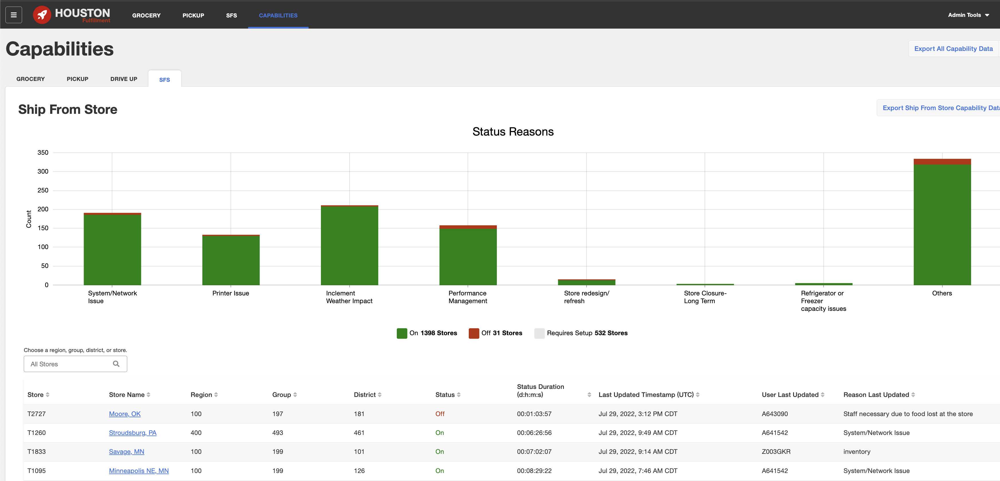 HOUSTON
Fulfillment
GROCERY
PICKUP
SFS
CAPABILITIES
Admin Tools
Capabilities
Export All Capability Data
GROCERY
PICKUP
DRIVE UP
SFS
Ship From Store
Export Ship From Store Capability Data
Status Reasons
Count
350
300
250
200
150
100
50
0
System/Network
Issue
Printer Issue
Inclement
Weather Impact
Performance
Management
Store redesign/
refresh
Store Closure-
Long Term
Refrigerator or
Freezer
capacity issues
Others
On 1398 Stores
Off 31 Stores
Requires Setup 532 Stores
Choose a region, group, district, or store.
All Stores
Store Store Name Region Group District Status Status Duration (d:h:m:s) Last Updated Timestamp (UTC) User Last Updated Reason Last Updated
T2727 Moore, OK 100 197 181 Off 00:01:03:57 Jul 29, 2022, 3:12 PM CDT A643090 Staff necessary due to food lost at the store
T1260 Stroudsburg, PA 400 493 461 On 00:06:26:56 Jul 29, 2022, 9:49 AM CDT A641542 System/Network Issue
T1833 Savage, MN 100 199 101 On 00:07:02:07 Jul 29, 2022, 9:14 AM CDT Z003GKR inventory
T1095 Minneapolis NE, MN 100 199 126 On 00:08:29:22 Jul 29, 2022, 7:46 AM CDT A641542 System/Network Issue